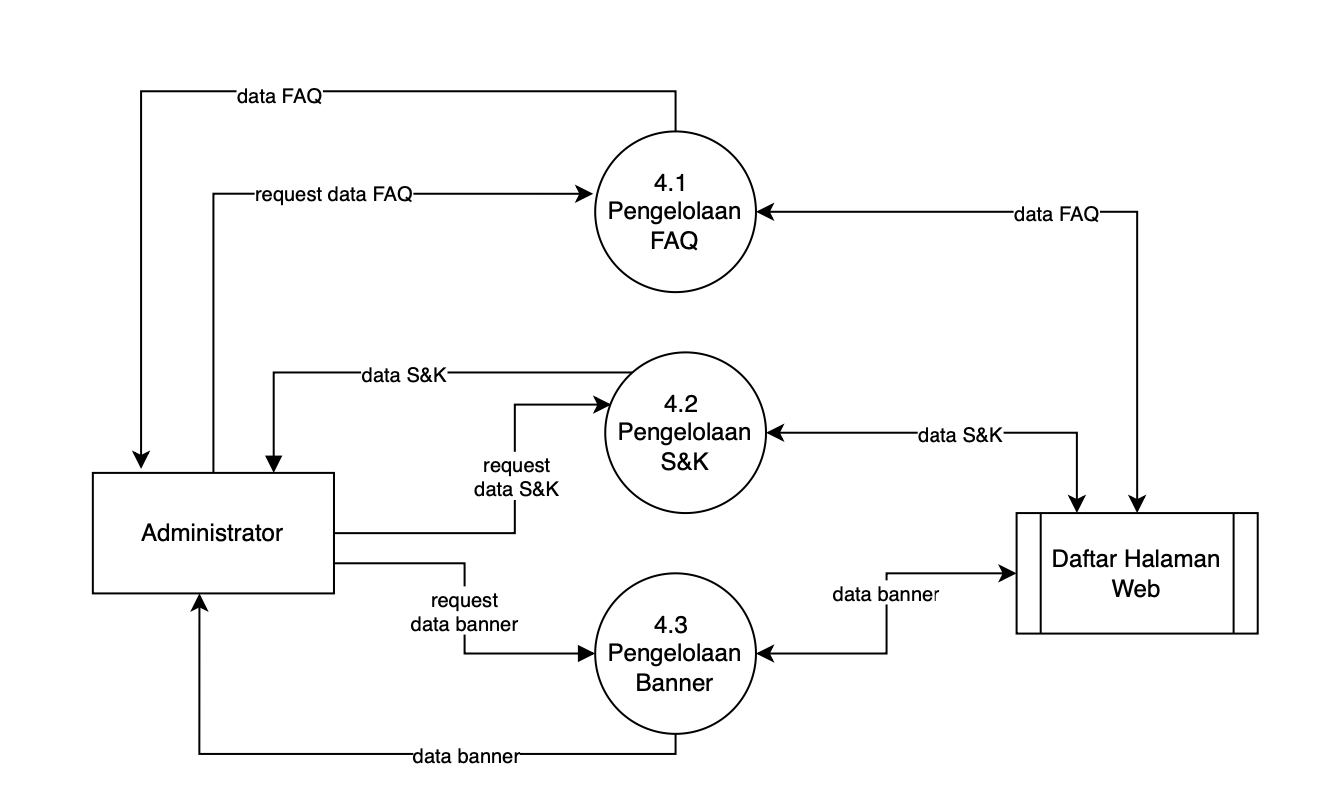 data FAQ
4.1
Pengelolaan
FAQ
request data FAQ
data FAQ
data S&K
4.2
Pengelolaan
S&K
data S&K
request
data S&K
Administrator
Daftar Halaman
Web
request
data banner
data banner
4.3
Pengelolaan
Banner
data banner